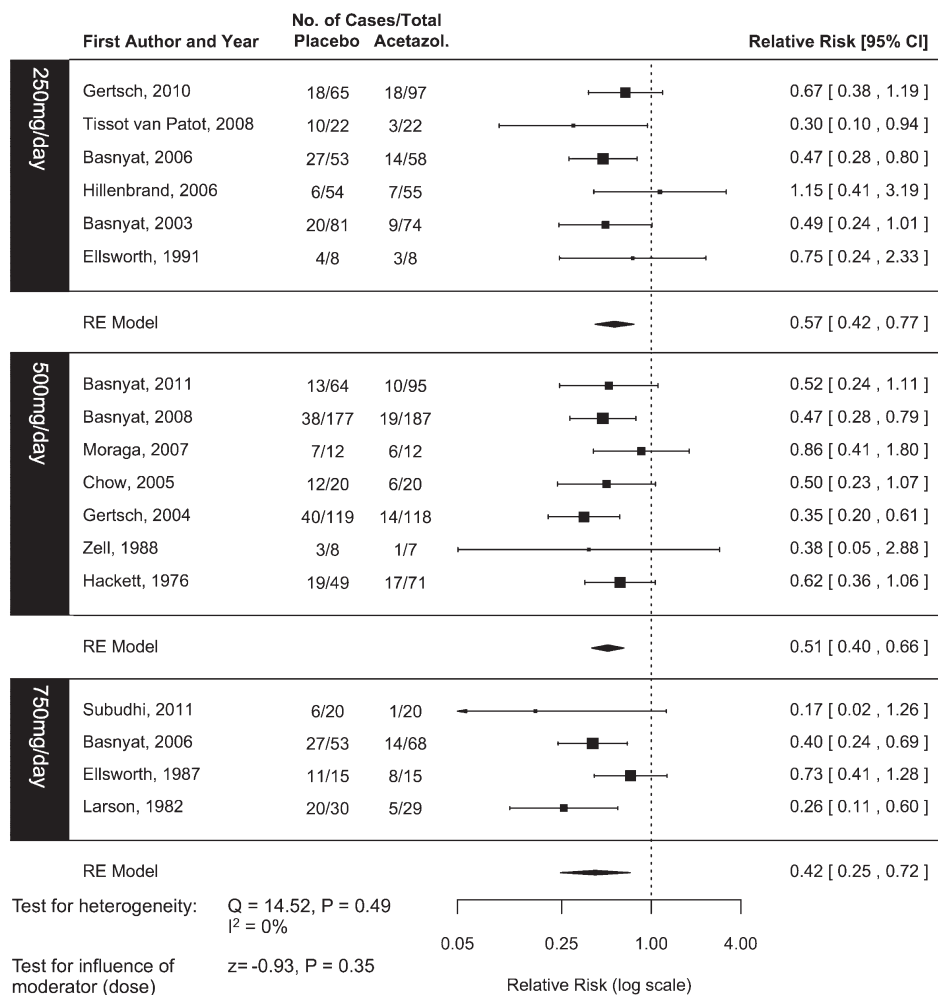 No. of Cases/Total
First Author and Year Placebo Acetazol. Relative Risk [95% CI]
250mg/day
Gertsch, 2010 18/65 18/97 0.67 [ 0.38 , 1.19 ]
Tissot van Patot, 2008 10/22 3/22 0.30 [ 0.10 , 0.94 ]
Basnyat, 2006 27/53 14/58 0.47 [ 0.28 , 0.80 ]
Hillenbrand, 2006 6/54 7/55 1.15 [ 0.41 , 3.19 ]
Basnyat, 2003 20/81 9/74 0.49 [ 0.24 , 1.01 ]
Ellsworth, 1991 4/8 3/8 0.75 [ 0.24 , 2.33 ]
RE Model 0.57 [ 0.42 , 0.77 ]
500mg/day
Basnyat, 2011 13/64 10/95 0.52 [ 0.24 , 1.11 ]
Basnyat, 2008 38/177 19/187 0.47 [ 0.28 , 0.79 ]
Moraga, 2007 7/12 6/12 0.86 [ 0.41 , 1.80 ]
Chow, 2005 12/20 6/20 0.50 [ 0.23 , 1.07 ]
Gertsch, 2004 40/119 14/118 0.35 [ 0.20 , 0.61 ]
Zell, 1988 3/8 1/7 0.38 [ 0.05 , 2.88 ]
Hackett, 1976 19/49 17/71 0.62 [ 0.36 , 1.06 ]
RE Model 0.51 [ 0.40 , 0.66 ]
750mg/day
Subudhi, 2011 6/20 1/20 0.17 [ 0.02 , 1.26 ]
Basnyat, 2006 27/53 14/68 0.40 [ 0.24 , 0.69 ]
Ellsworth, 1987 11/15 8/15 0.73 [ 0.41 , 1.28 ]
Larson, 1982 20/30 5/29 0.26 [ 0.11 , 0.60 ]
RE Model 0.42 [ 0.25 , 0.72 ]
Test for heterogeneity: Q = 14.52, P = 0.49
I² = 0%
0.05 0.25 1.00 4.00
Test for influence of z= -0.93, P = 0.35
moderator (dose) Relative Risk (log scale)